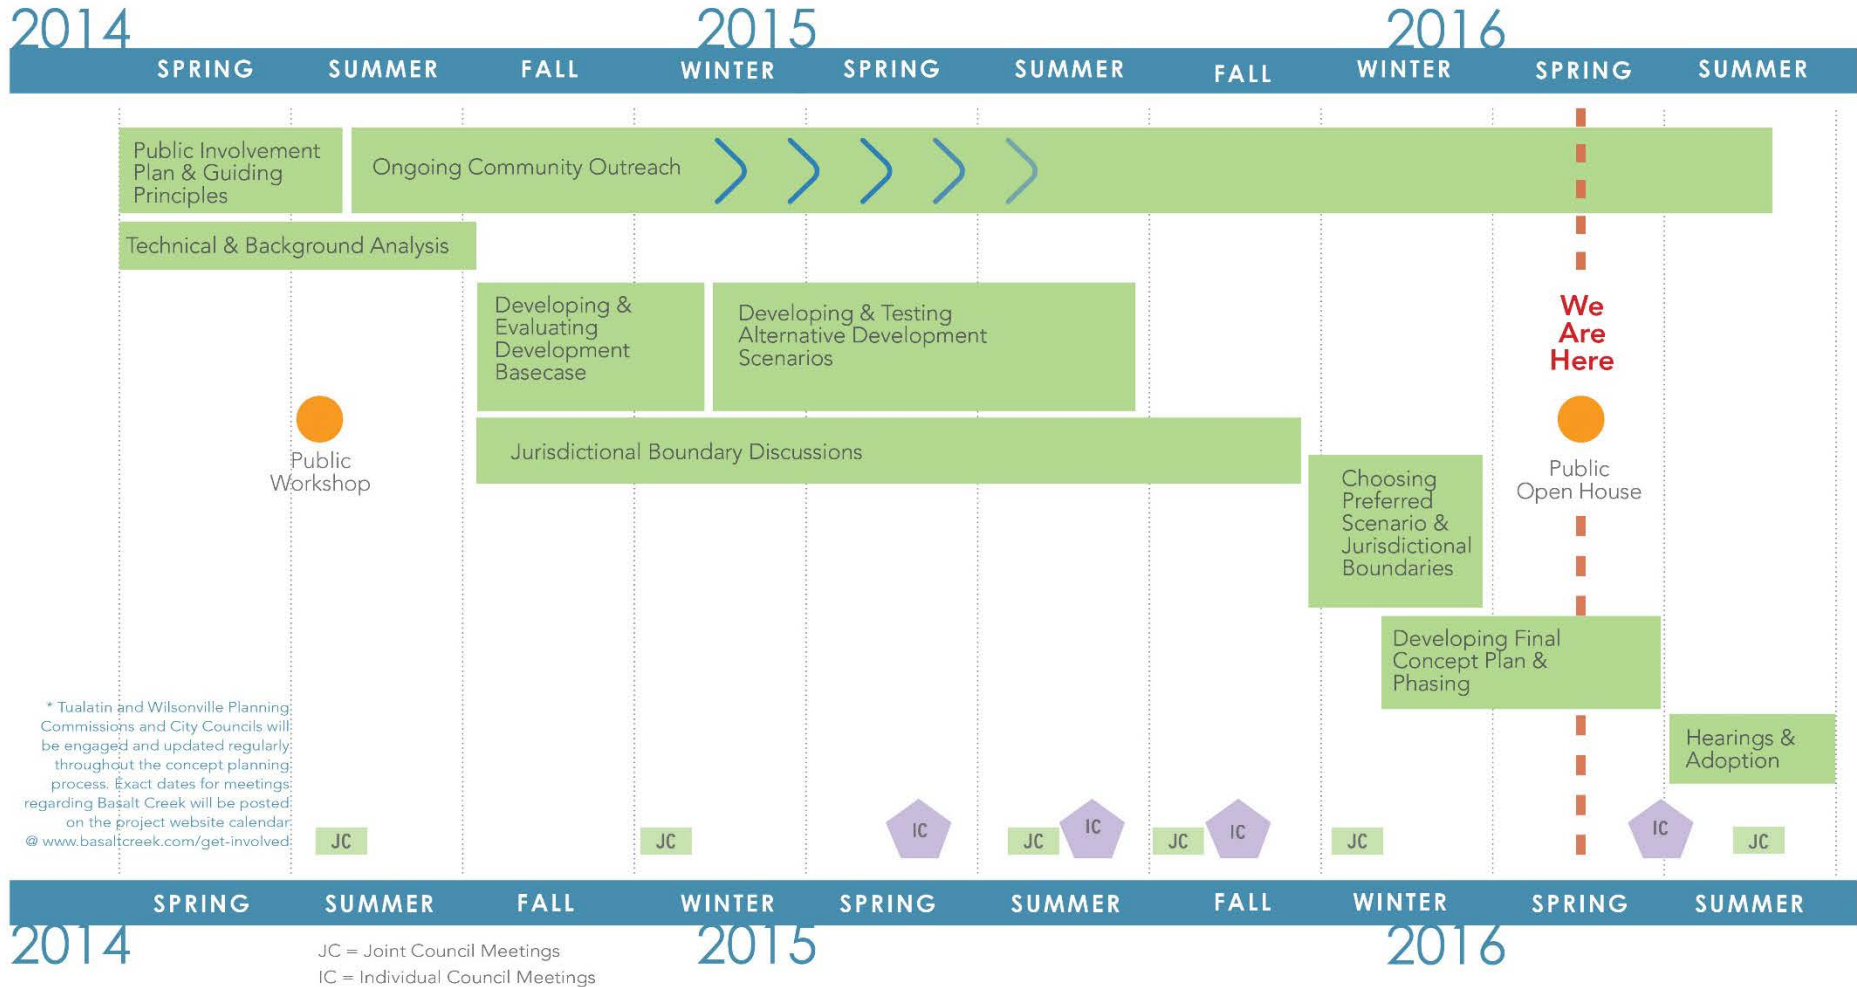 2014
2015
2016
SPRING
SUMMER
FALL
WINTER
SPRING
SUMMER
FALL
WINTER
SPRING
SUMMER
Public Involvement
Plan & Guiding
Principles
Ongoing Community Outreach
Technical & Background Analysis
Developing &
Evaluating
Development
Basecase
Developing & Testing
Alternative Development
Scenarios
We
Are
Here
Public
Workshop
Jurisdictional Boundary Discussions
Choosing
Preferred
Scenario &
Jurisdictional
Boundaries
Public
Open House
Developing Final
Concept Plan &
Phasing
Hearings &
Adoption
* Tualatin and Wilsonville Planning
Commissions and City Councils will
be engaged and updated regularly
throughout the concept planning
process. Exact dates for meetings
regarding Basalt Creek will be posted
on the project website calendar
@ www.basaltcreek.com/get-involved
JC
JC
IC
JC
IC
JC
IC
JC
IC
JC
SPRING
SUMMER
FALL
WINTER
SPRING
SUMMER
FALL
WINTER
SPRING
SUMMER
2014
2015
2016
JC = Joint Council Meetings
IC = Individual Council Meetings